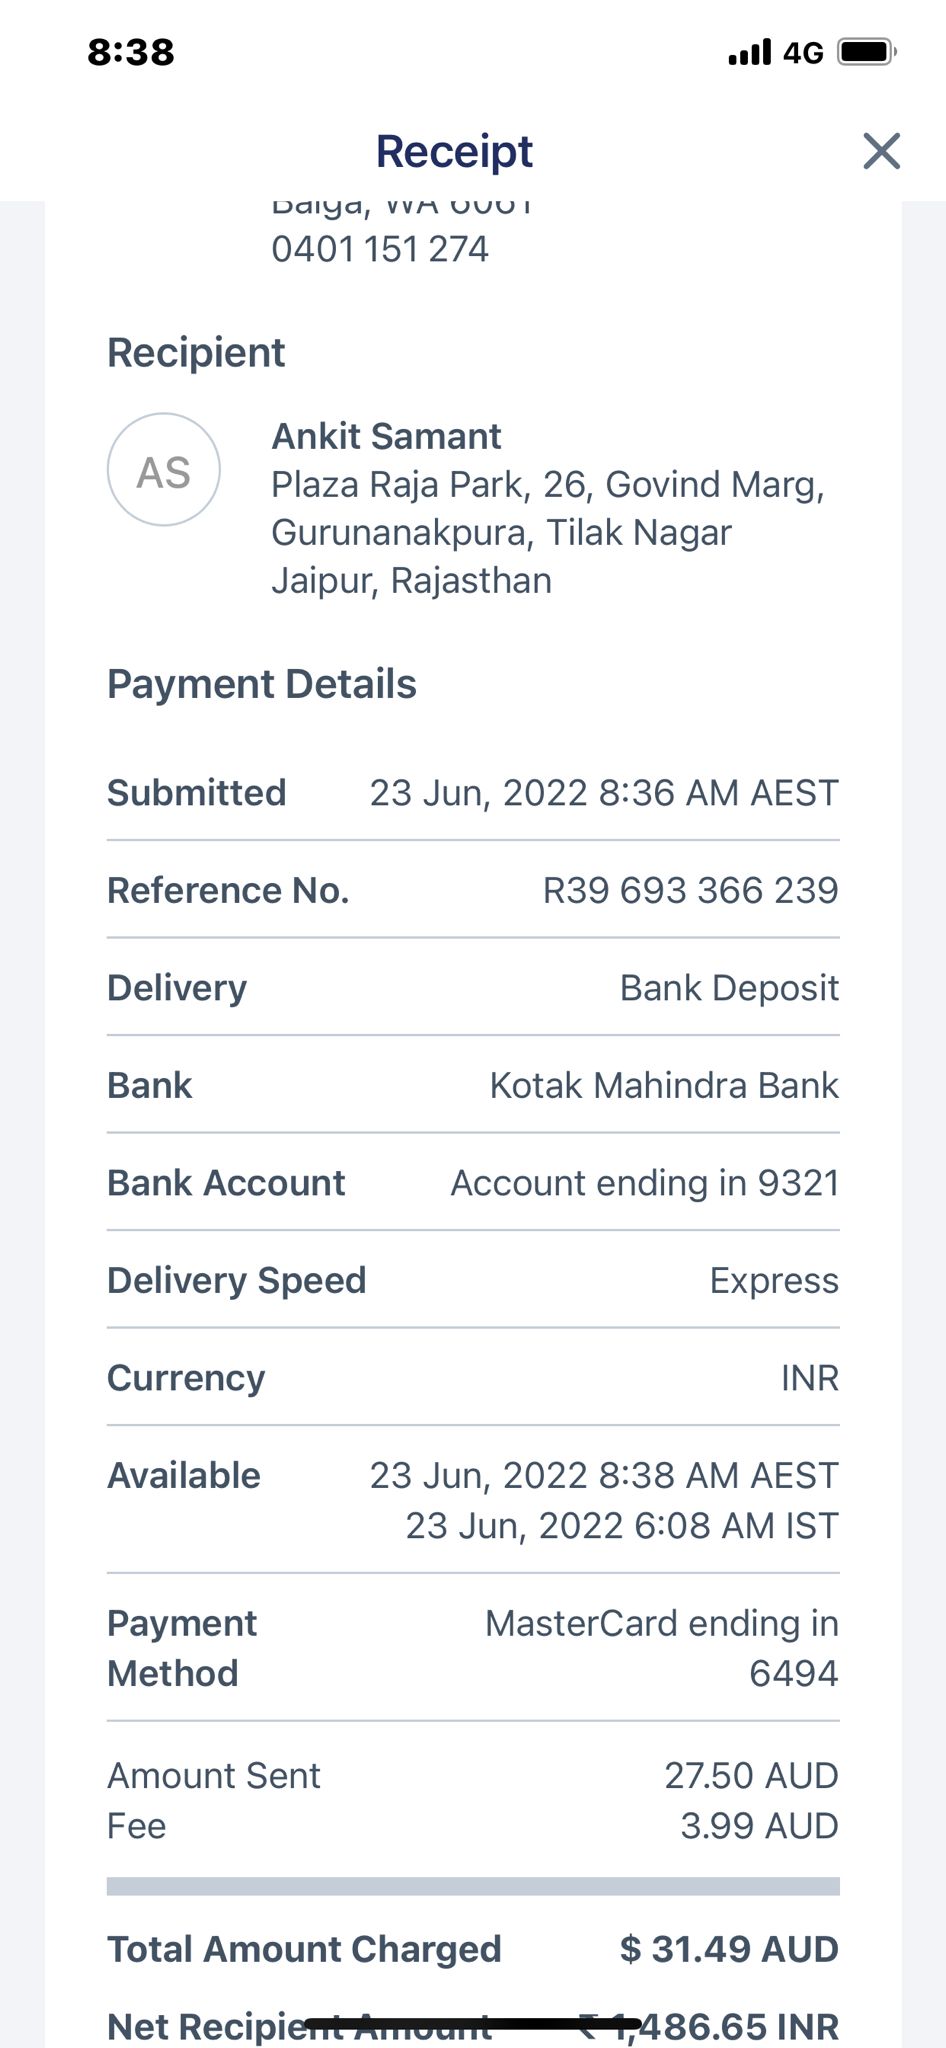 8:38
4G
Receipt
Balga, WA 6061
0401 151 274
Recipient
AS
Ankit Samant
Plaza Raja Park, 26, Govind Marg,
Gurunanakpura, Tilak Nagar
Jaipur, Rajasthan
Payment Details
Submitted 23 Jun, 2022 8:36 AM AEST
Reference No. R39 693 366 239
Delivery Bank Deposit
Bank Kotak Mahindra Bank
Bank Account Account ending in 9321
Delivery Speed Express
Currency INR
Available 23 Jun, 2022 8:38 AM AEST
23 Jun, 2022 6:08 AM IST
Payment MasterCard ending in
Method 6494
Amount Sent 27.50 AUD
Fee 3.99 AUD
Total Amount Charged $ 31.49 AUD
Net Recipient Amount ₹ 1,486.65 INR